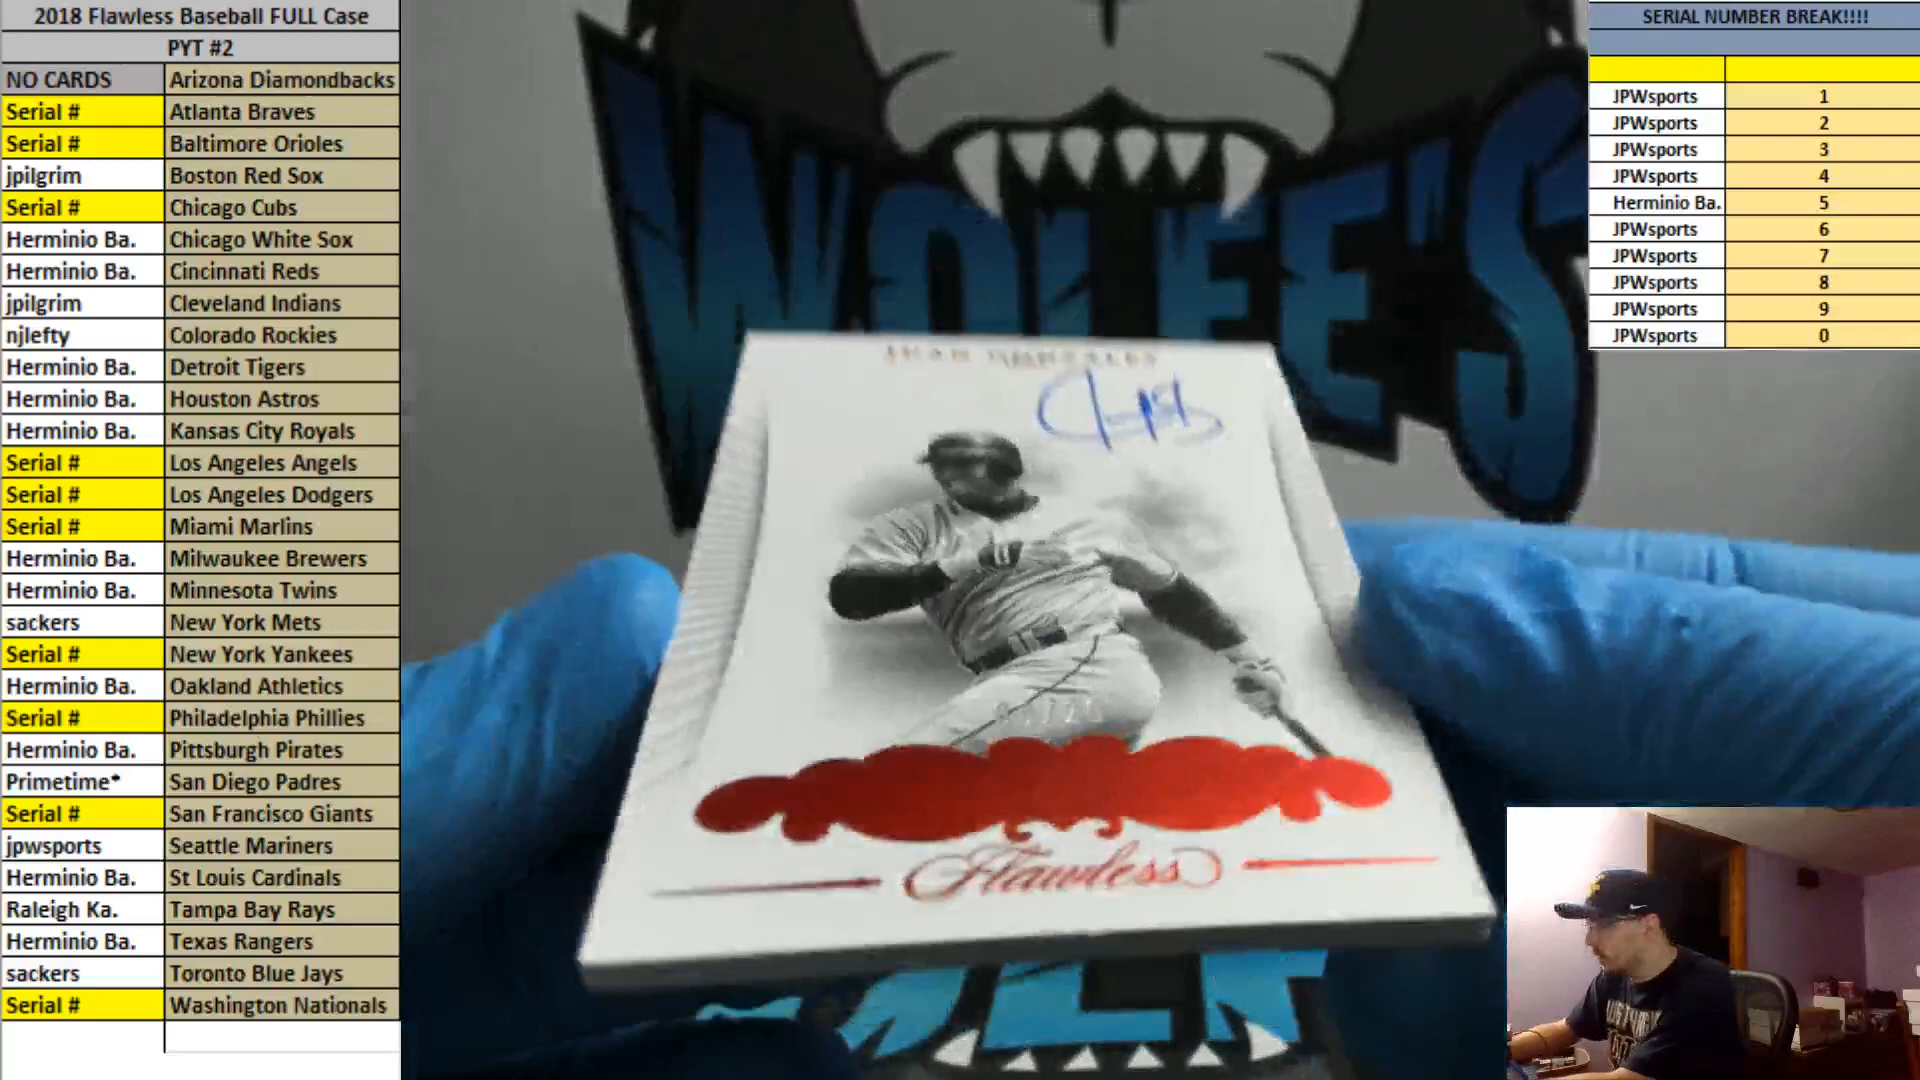 2018 Flawless Baseball FULL Case
PYT #2
NO CARDS Arizona Diamondbacks
Serial # Atlanta Braves
Serial # Baltimore Orioles
jpilgrim Boston Red Sox
Serial # Chicago Cubs
Herminio Ba. Chicago White Sox
Herminio Ba. Cincinnati Reds
jpilgrim Cleveland Indians
njlefty Colorado Rockies
Herminio Ba. Detroit Tigers
Herminio Ba. Houston Astros
Herminio Ba. Kansas City Royals
Serial # Los Angeles Angels
Serial # Los Angeles Dodgers
Serial # Miami Marlins
Herminio Ba. Milwaukee Brewers
Herminio Ba. Minnesota Twins
sackers New York Mets
Serial # New York Yankees
Herminio Ba. Oakland Athletics
Serial # Philadelphia Phillies
Herminio Ba. Pittsburgh Pirates
Primetime* San Diego Padres
Serial # San Francisco Giants
jpwsports Seattle Mariners
Herminio Ba. St Louis Cardinals
Raleigh Ka. Tampa Bay Rays
Herminio Ba. Texas Rangers
sackers Toronto Blue Jays
Serial # Washington Nationals
WOLFE'S
JUAN GONZALEZ
Flawless
SERIAL NUMBER BREAK!!!!
JPWsports 1
JPWsports 2
JPWsports 3
JPWsports 4
Herminio Ba. 5
JPWsports 6
JPWsports 7
JPWsports 8
JPWsports 9
JPWsports 0